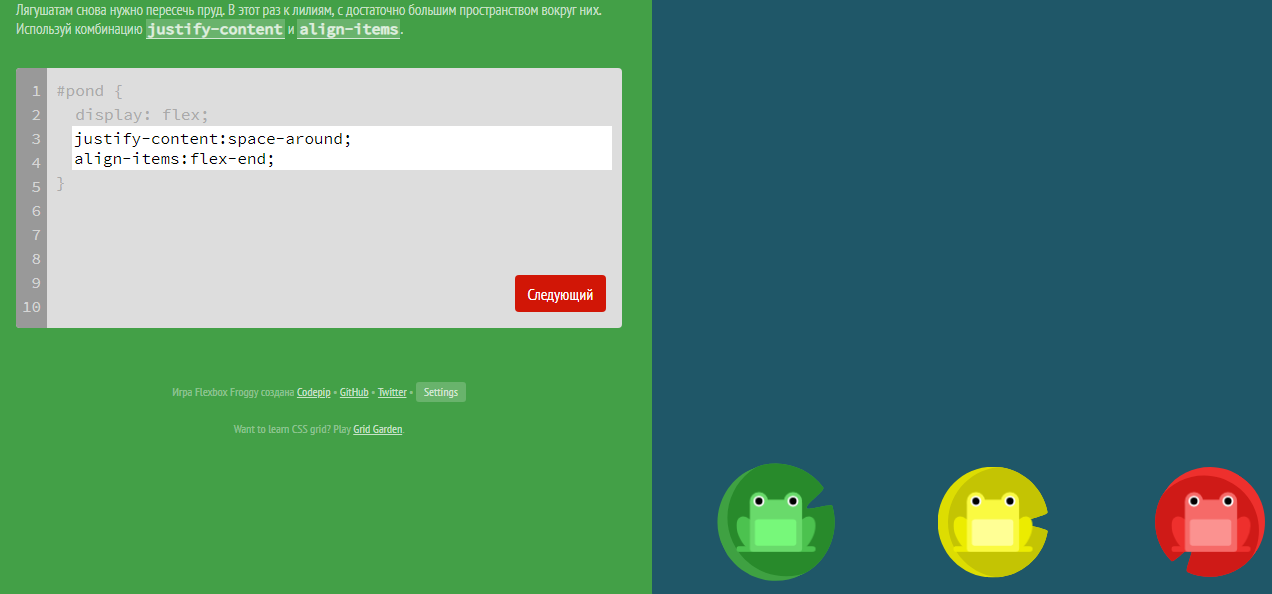 Лягушатам снова нужно пересечь пруд. В этот раз к лилиям, с достаточно большим пространством вокруг них.
Используй комбинацию justify-content и align-items.
1 #pond {
2 display: flex;
3 justify-content:space-around;
4 align-items:flex-end;
5 }
6
7
8
9
10
Следующий
Игра Flexbox Froggy создана Codepip • GitHub • Twitter • Settings
Want to learn CSS grid? Play Grid Garden.